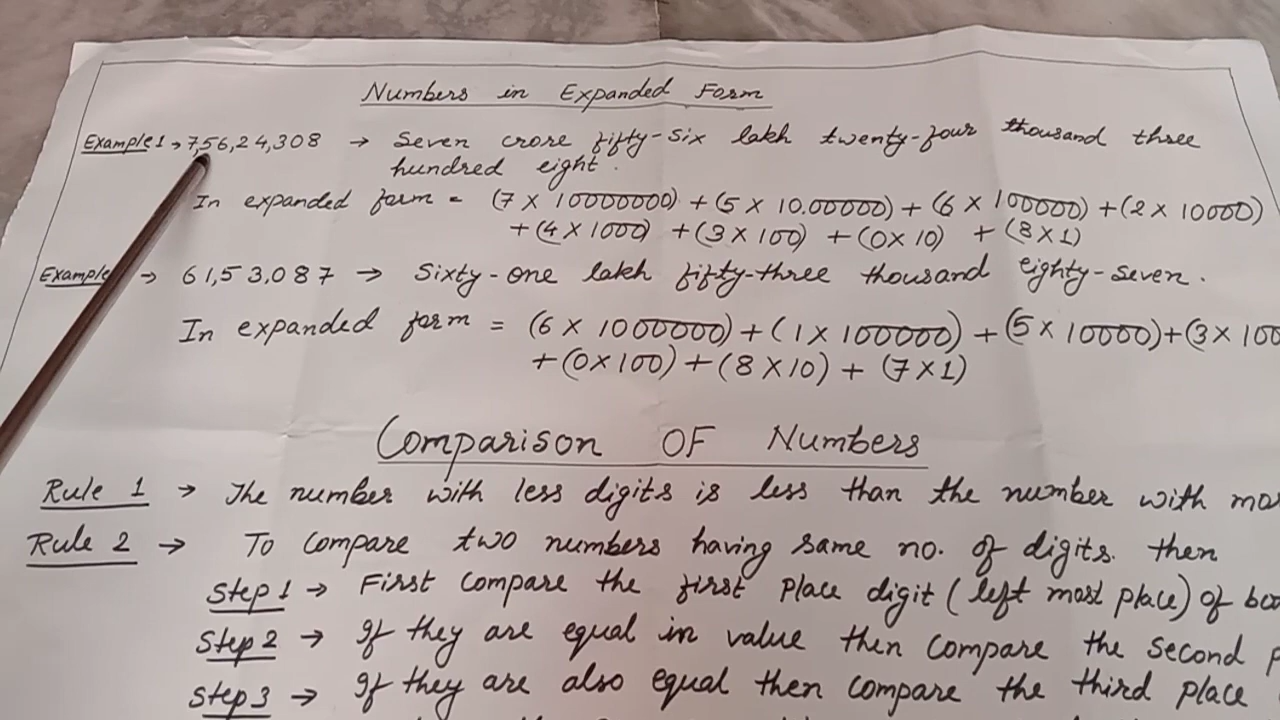 Numbers in Expanded Form
Example 1 → 7,56,24,308 → Seven crore fifty-six lakh twenty-four thousand three
hundred eight.
In expanded form = (7 X 10000000) + (5 X 10.00000) + (6 X 100000) + (2 X 10000)
+ (4 X 1000) + (3 X 100) + (0 X 10) + (8 X 1)
Example → 61,53,087 → Sixty-one lakh fifty-three thousand eighty-seven.
In expanded form = (6 X 1000000) + (1 X 100000) + (5 X 10000) + (3 X 100
+ (0 X 100) + (8 X 10) + (7 X 1)
Comparison OF Numbers
Rule 1 → The number with less digits is less than the number with
Rule 2 → To compare two numbers having same no. of digits. then
Step 1 → First compare the first place digit (left most place) of
Step 2 → If they are equal in value then compare the second
Step 3 → If they are also equal then compare the third place